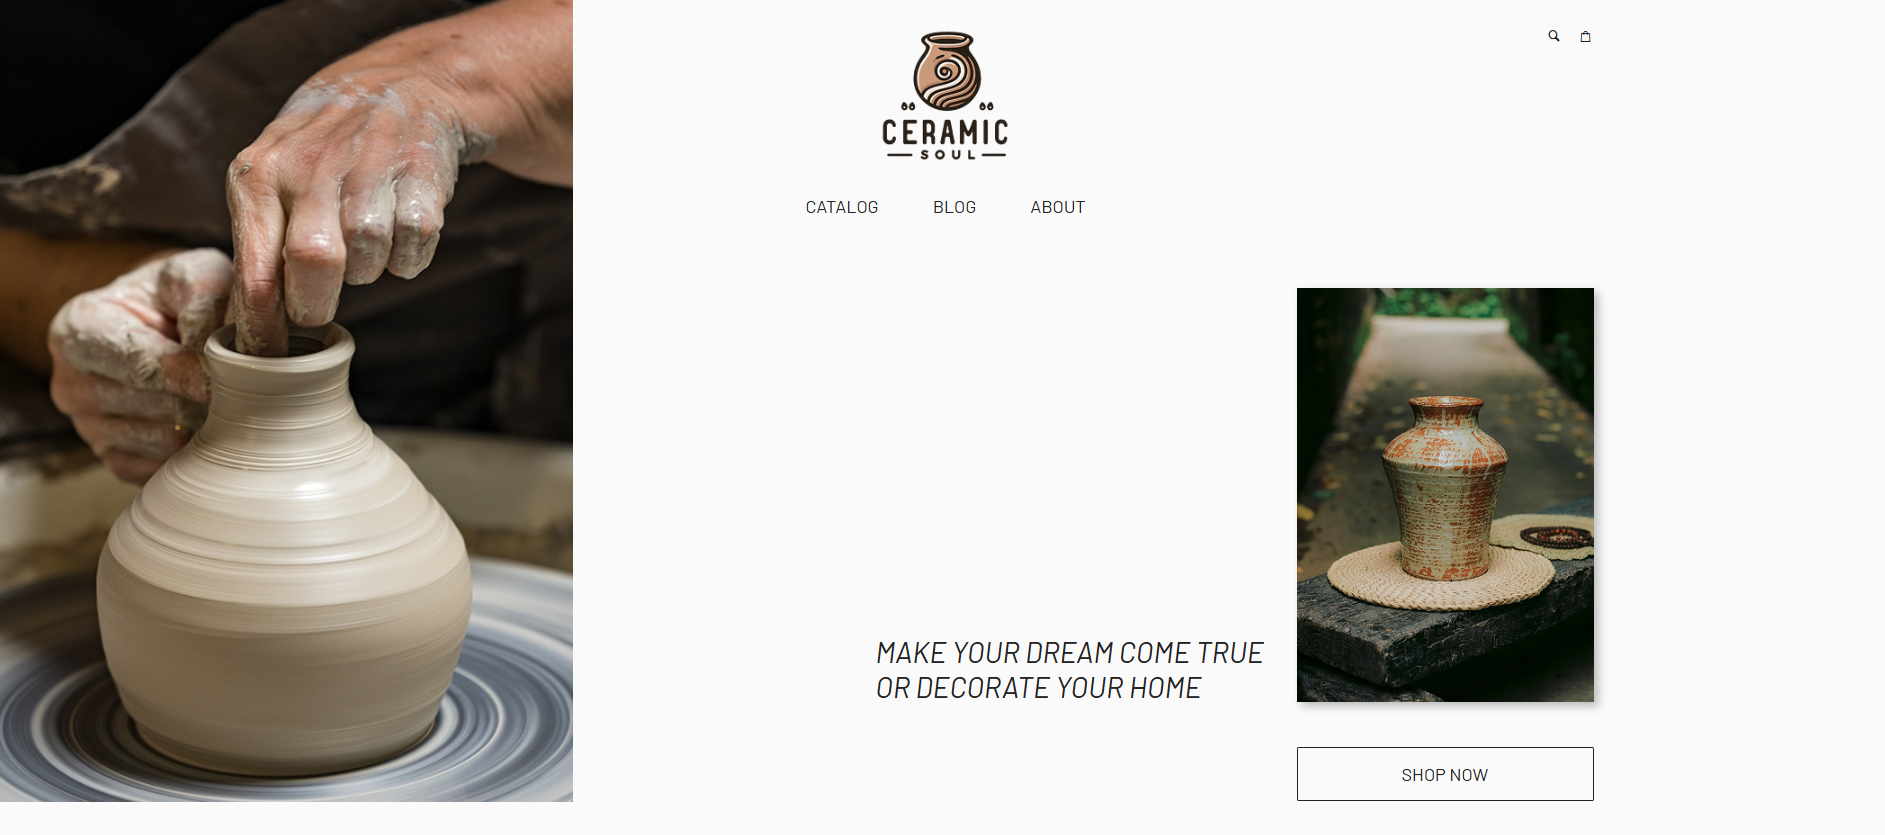 CERAMIC
SOUL
CATALOG BLOG ABOUT
MAKE YOUR DREAM COME TRUE
OR DECORATE YOUR HOME
SHOP NOW